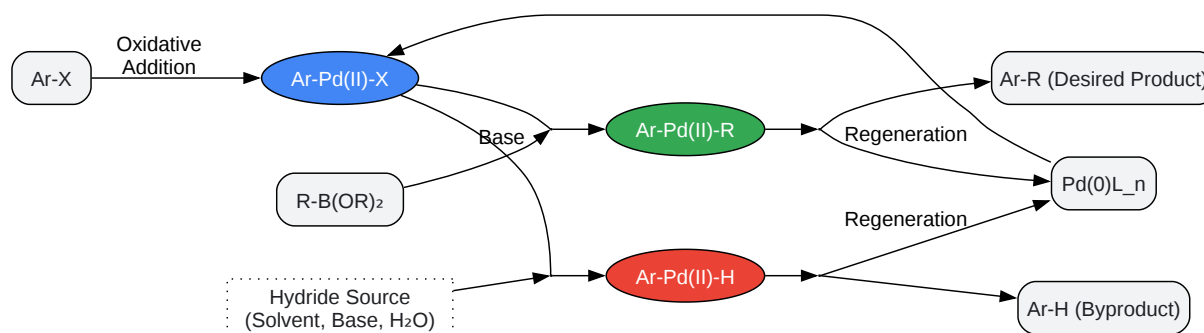 Oxidative
Addition
Ar-X
Ar-Pd(II)-X
Ar-R (Desired Product)
Base
Ar-Pd(II)-R
Regeneration
R-B(OR)₂
Pd(0)L_n
Regeneration
Ar-Pd(II)-H
Hydride Source
(Solvent, Base, H₂O)
Ar-H (Byproduct)